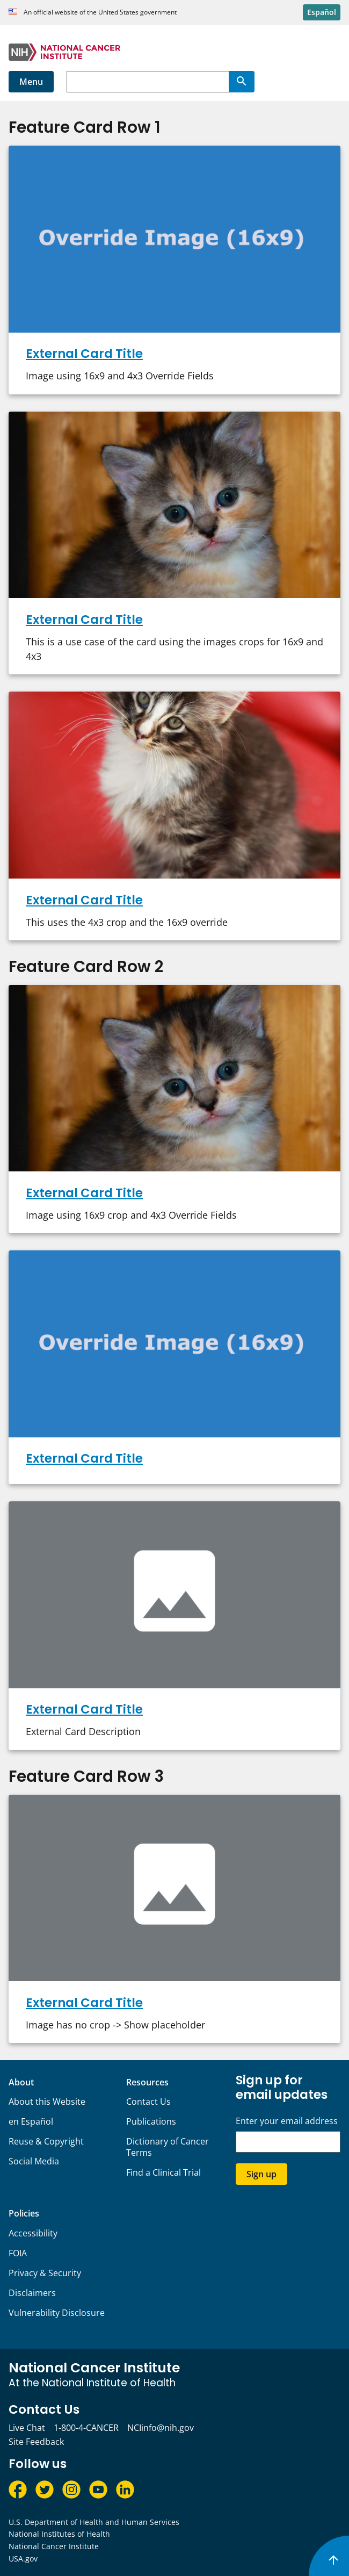 An official website of the United States government
Español
NIH
NATIONAL CANCER
INSTITUTE
Menu
Feature Card Row 1
Override Image (16x9)
External Card Title
Image using 16x9 and 4x3 Override Fields
External Card Title
This is a use case of the card using the images crops for 16x9 and
4x3
External Card Title
This uses the 4x3 crop and the 16x9 override
Feature Card Row 2
External Card Title
Image using 16x9 crop and 4x3 Override Fields
Override Image (16x9)
External Card Title
External Card Title
External Card Description
Feature Card Row 3
External Card Title
Image has no crop -> Show placeholder
About
About this Website
en Español
Reuse & Copyright
Social Media
Resources
Contact Us
Publications
Dictionary of Cancer
Terms
Find a Clinical Trial
Sign up for
email updates
Enter your email address
Sign up
Policies
Accessibility
FOIA
Privacy & Security
Disclaimers
Vulnerability Disclosure
National Cancer Institute
At the National Institute of Health
Contact Us
Live Chat 1-800-4-CANCER NCIinfo@nih.gov
Site Feedback
Follow us
U.S. Department of Health and Human Services
National Institutes of Health
National Cancer Institute
USA.gov